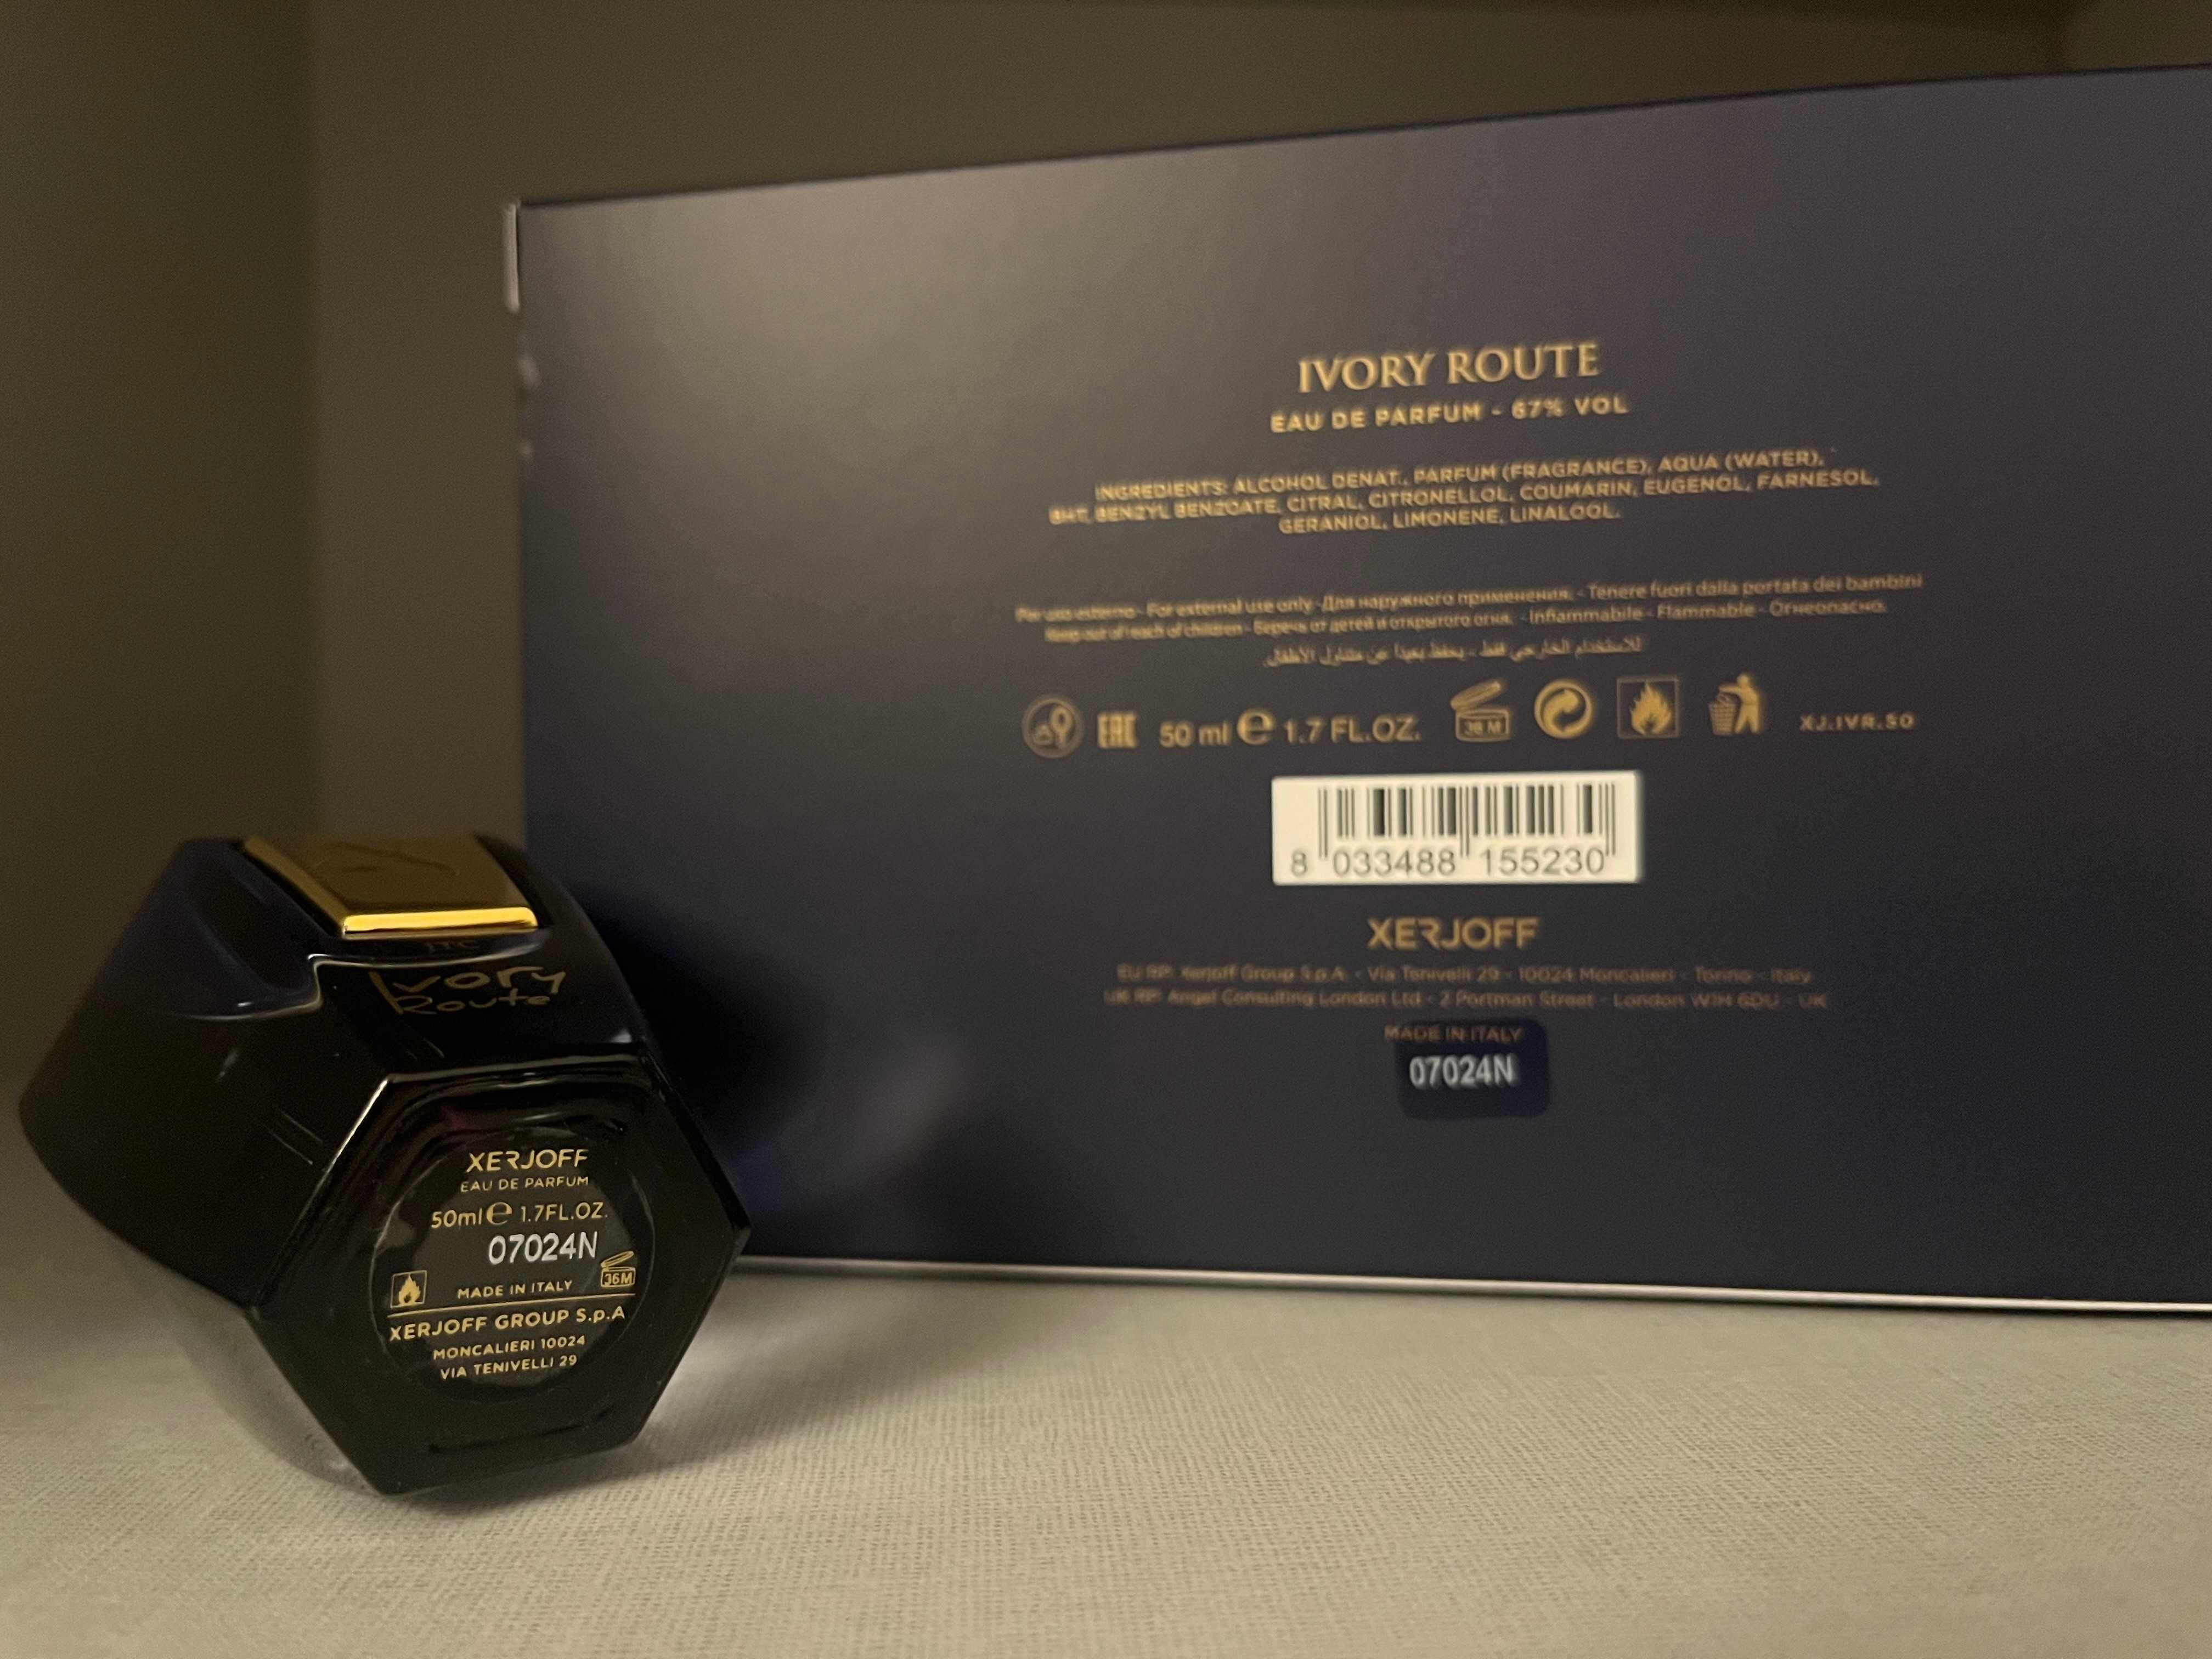 IVORY ROUTE
EAU DE PARFUM - 67% VOL
INGREDIENTS: ALCOHOL DENAT., PARFUM (FRAGRANCE), AQUA (WATER),
BHT, BENZYL BENZOATE, CITRAL, CITRONELLOL, COUMARIN, EUGENOL, FARNESOL,
GERANIOL, LIMONENE, LINALOOL.
Per uso esterno - For external use only - Для наружного применения. - Tenere fuori dalla portata dei bambini
Keep out of reach of children - Беречь от детей и открытого огня. - Infiammabile - Flammable - Огнеопасно.
للاستخدام الخارجي فقط - يحفظ بعيدا عن متناول الأطفال.
EAC 50 ml e 1.7 FL.OZ. 36 M XJ.IVR.50
8 033488 155230
XERJOFF
EU RP: Xerjoff Group S.p.A. - Via Tenivelli 29 - 10024 Moncalieri - Torino - Italy
UK RP: Angel Consulting London Ltd - 2 Portman Street - London W1H 6DU - UK
MADE IN ITALY
07024N
JTC
Ivory
Route
XERJOFF
EAU DE PARFUM
50ml e 1.7FL.OZ.
07024N
MADE IN ITALY 36M
XERJOFF GROUP S.p.A
MONCALIERI 10024
VIA TENIVELLI 29